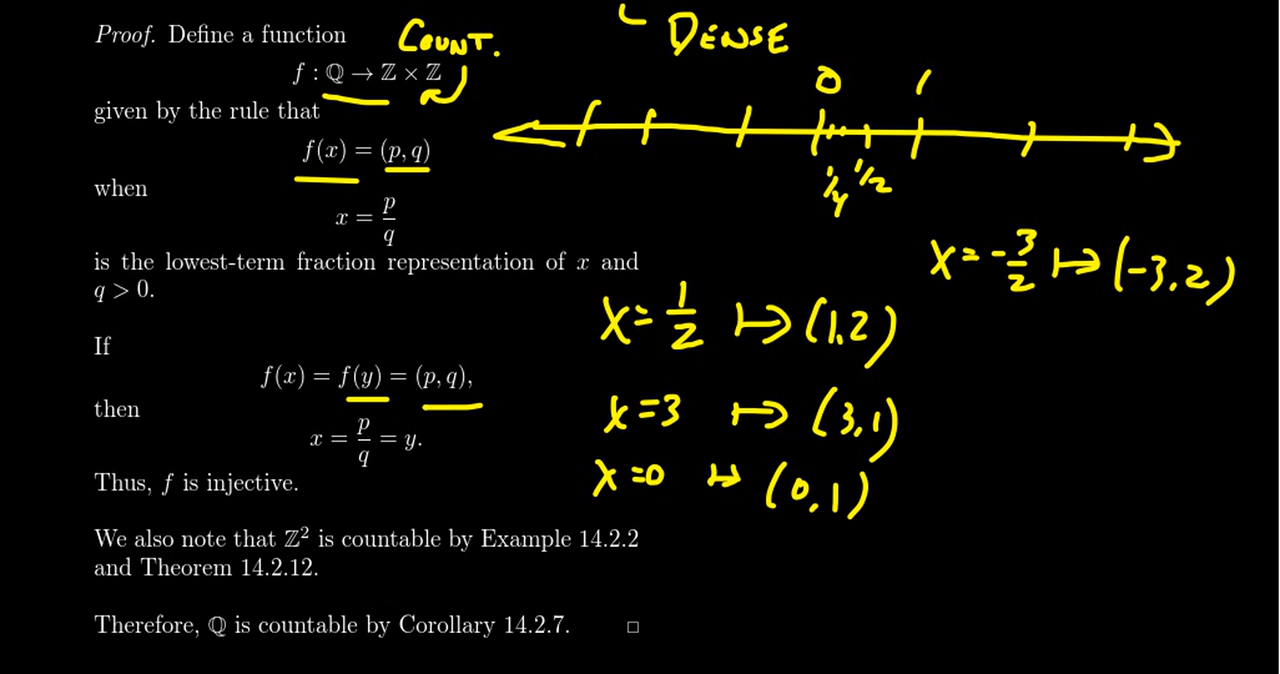 Proof. Define a function
f : ℚ → ℤ × ℤ
given by the rule that
f(x) = (p, q)
when
x = p/q
is the lowest-term fraction representation of x and
q > 0.
If
f(x) = f(y) = (p, q),
then
x = p/q = y.
Thus, f is injective.
We also note that ℤ² is countable by Example 14.2.2
and Theorem 14.2.12.
Therefore, ℚ is countable by Corollary 14.2.7. □
COUNT.
DENSE
0 1
1/4 1/2
x = -3/2 ↦ (-3,2)
x = 1/2 ↦ (1,2)
x = 3 ↦ (3,1)
x = 0 ↦ (0,1)